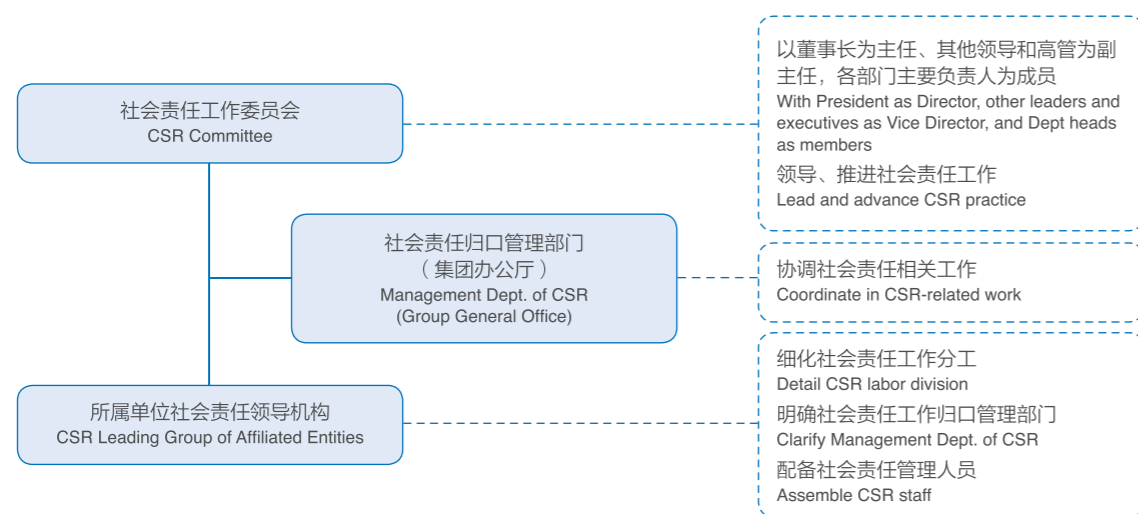 社会责任工作委员会
CSR Committee
以董事长为主任、其他领导和高管为副
主任，各部门主要负责人为成员
With President as Director, other leaders and
executives as Vice Director, and Dept heads
as members
领导、推进社会责任工作
Lead and advance CSR practice
社会责任归口管理部门
（集团办公厅）
Management Dept. of CSR
(Group General Office)
协调社会责任相关工作
Coordinate in CSR-related work
所属单位社会责任领导机构
CSR Leading Group of Affiliated Entities
细化社会责任工作分工
Detail CSR labor division
明确社会责任工作归口管理部门
Clarify Management Dept. of CSR
配备社会责任管理人员
Assemble CSR staff